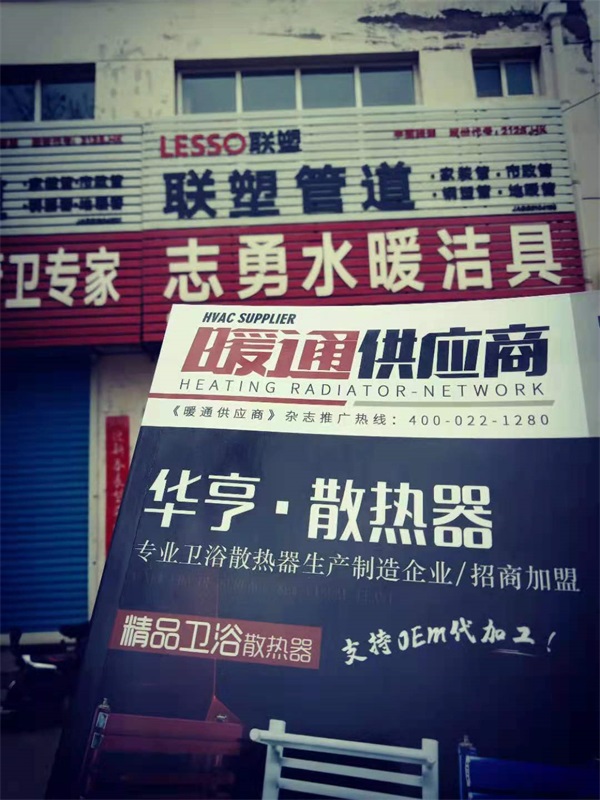 LESSO联塑
联塑管道
·家装管·市政管
·铜塑管·地暖管
卫专家
志勇水暖洁具
HVAC SUPPLIER
暖通供应商
HEATING RADIATOR-NETWORK
《暖通供应商》杂志推广热线：400-022-1280
华亨·散热器
专业卫浴散热器生产制造企业/招商加盟
精品卫浴散热器
支持OEM代加工！